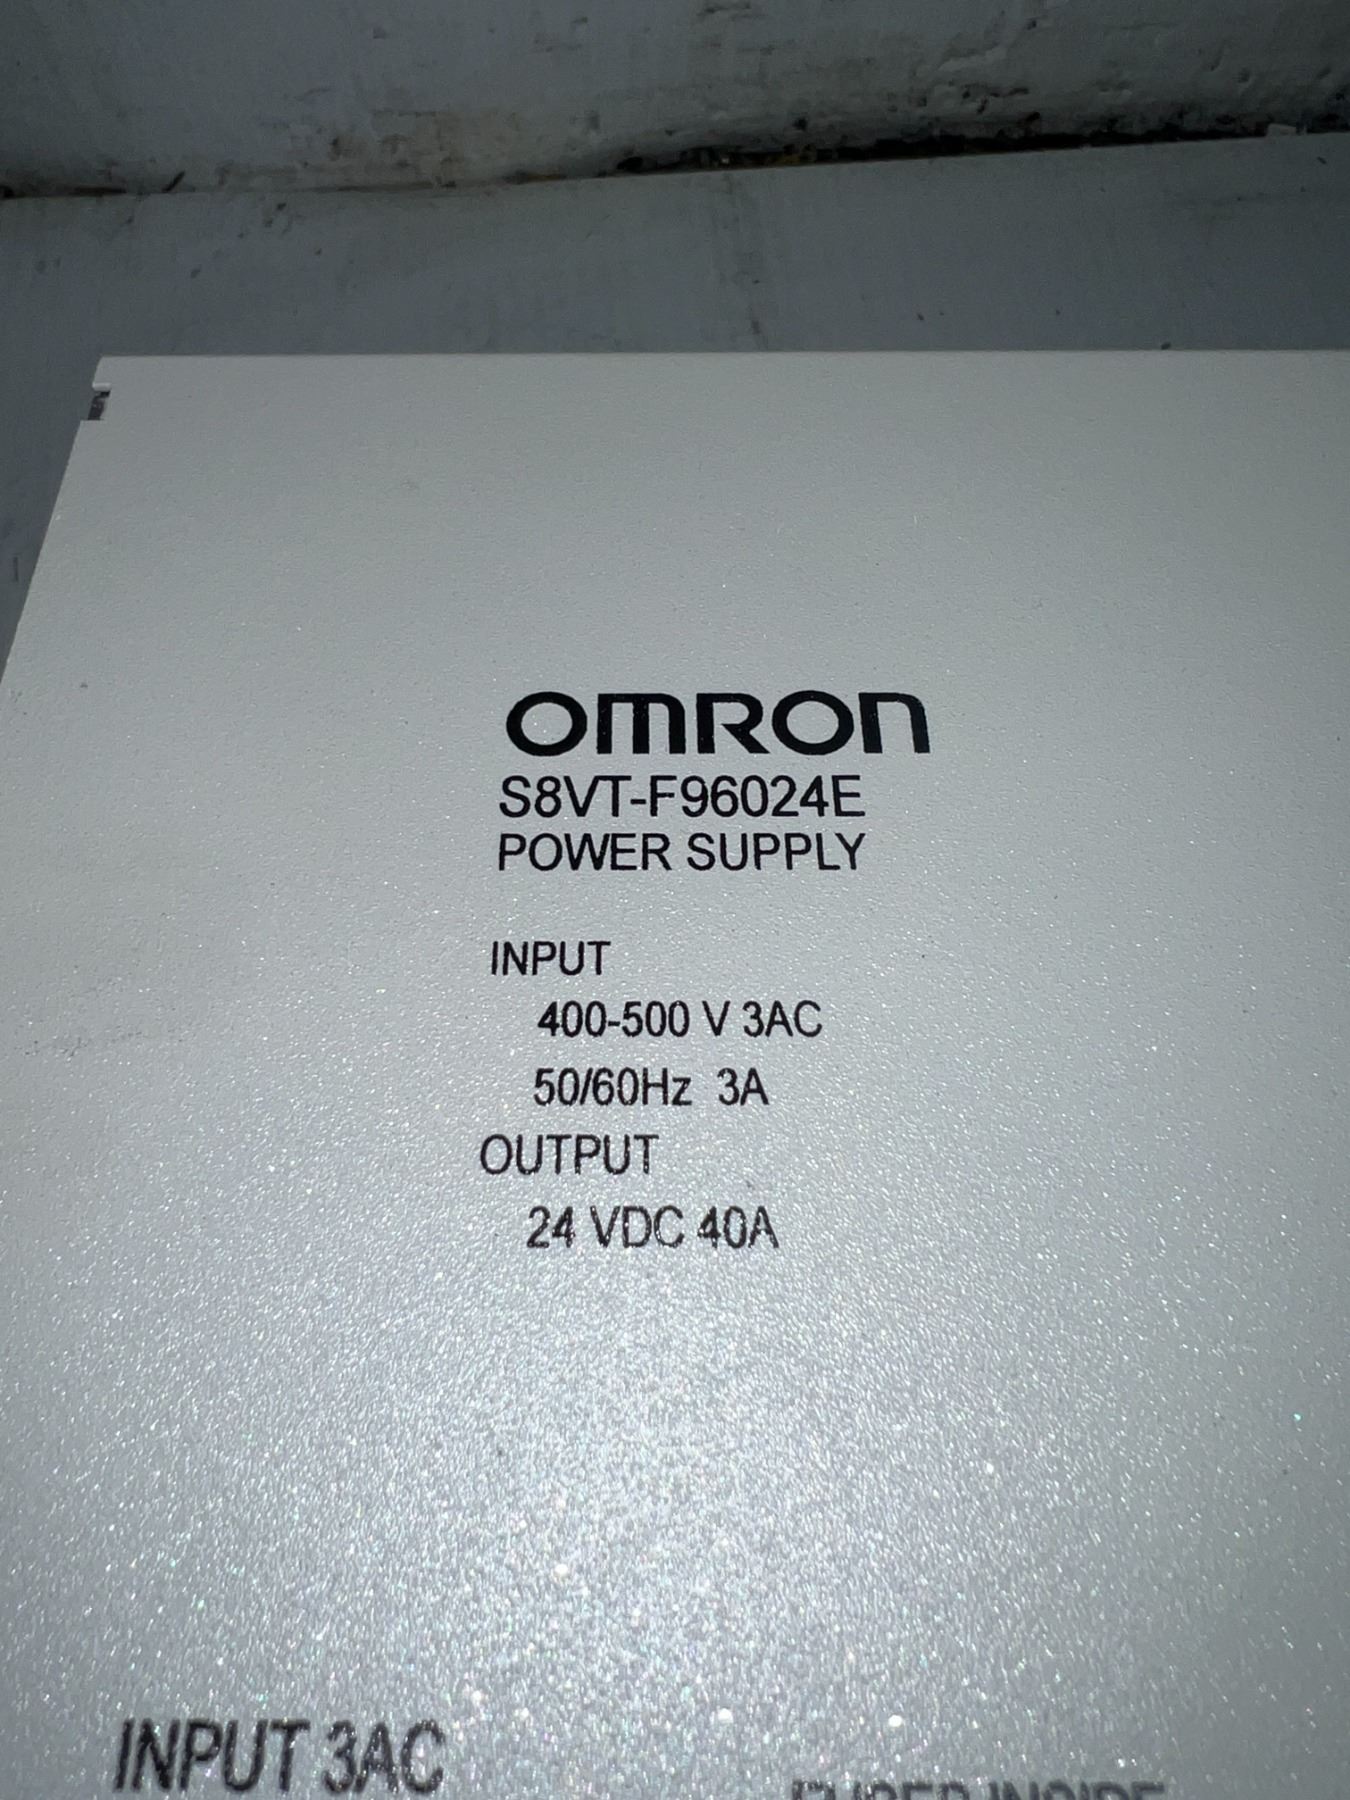 OMRON
S8VT-F96024E
POWER SUPPLY
INPUT
400-500 V 3AC
50/60Hz 3A
OUTPUT
24 VDC 40A
INPUT 3AC